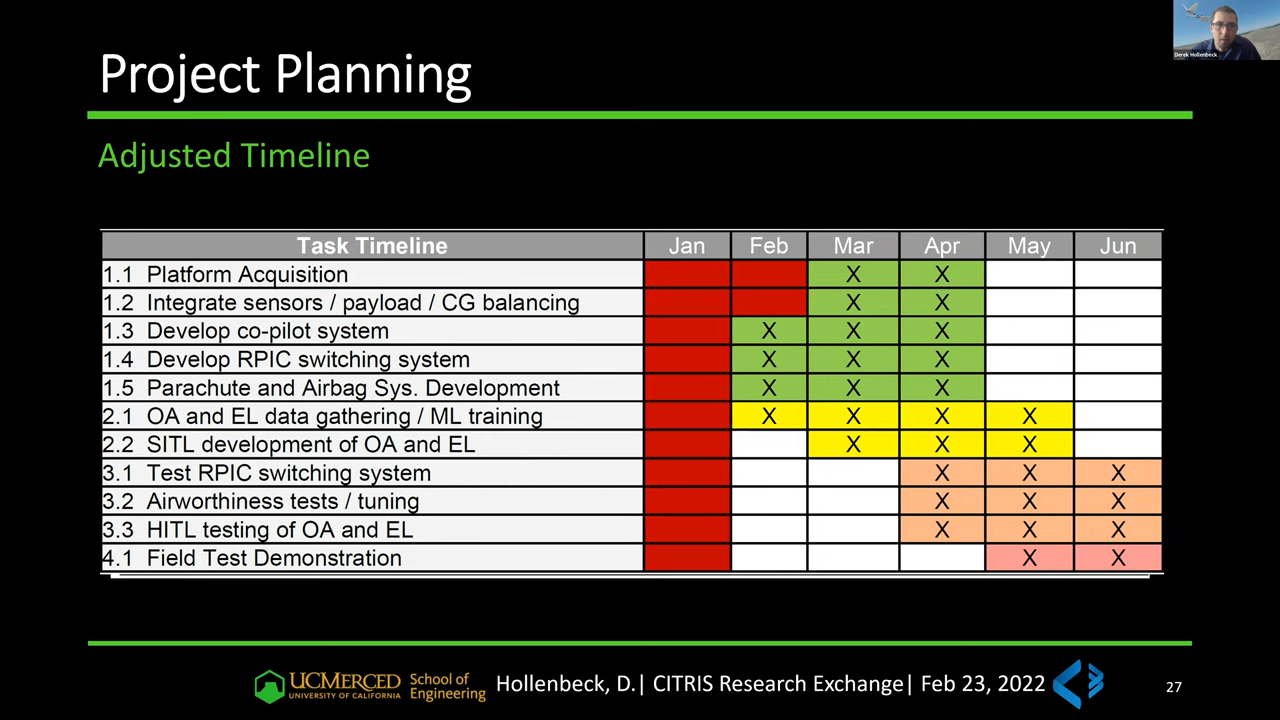 Project Planning
Derek Hollenbeck
Adjusted Timeline
Task Timeline Jan Feb Mar Apr May Jun
1.1 Platform Acquisition X X
1.2 Integrate sensors / payload / CG balancing X X
1.3 Develop co-pilot system X X X
1.4 Develop RPIC switching system X X X
1.5 Parachute and Airbag Sys. Development X X X
2.1 OA and EL data gathering / ML training X X X X
2.2 SITL development of OA and EL X X X
3.1 Test RPIC switching system X X X
3.2 Airworthiness tests / tuning X X X
3.3 HITL testing of OA and EL X X X
4.1 Field Test Demonstration X X
UCMERCED
UNIVERSITY OF CALIFORNIA
School of
Engineering
Hollenbeck, D.| CITRIS Research Exchange| Feb 23, 2022
27